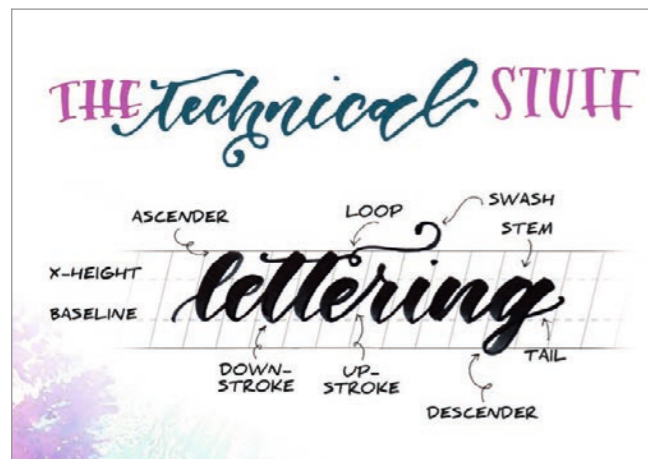 THE technical STUFF
SWASH
LOOP
ASCENDER
STEM
X-HEIGHT
lettering
BASELINE
TAIL
DOWN-
STROKE
UP-
STROKE
DESCENDER